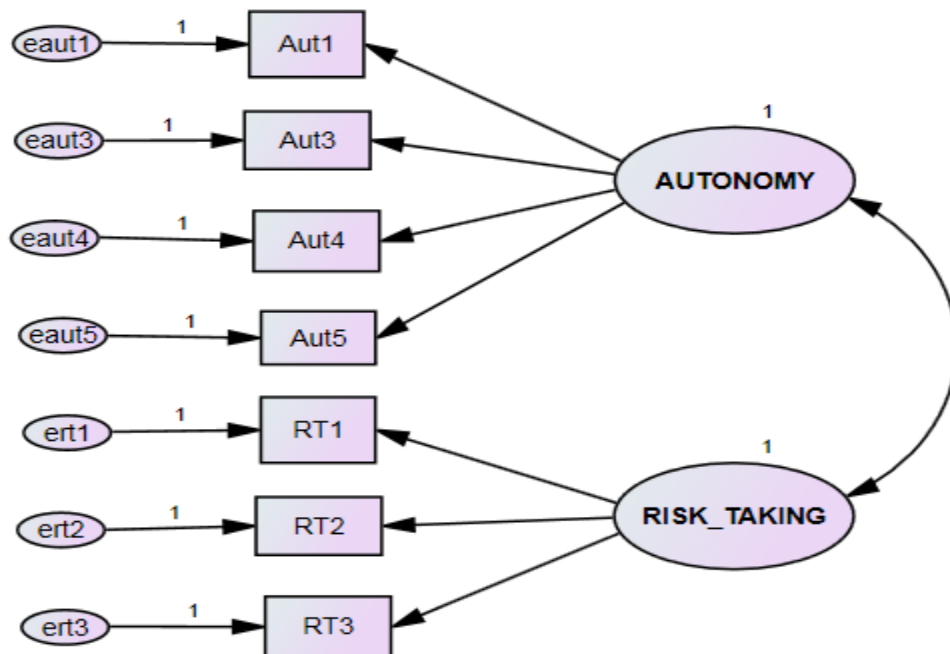 1
eaut1
Aut1
1
1
eaut3
Aut3
AUTONOMY
1
eaut4
Aut4
1
eaut5
Aut5
1
ert1
RT1
1
1
ert2
RT2
RISK_TAKING
1
ert3
RT3